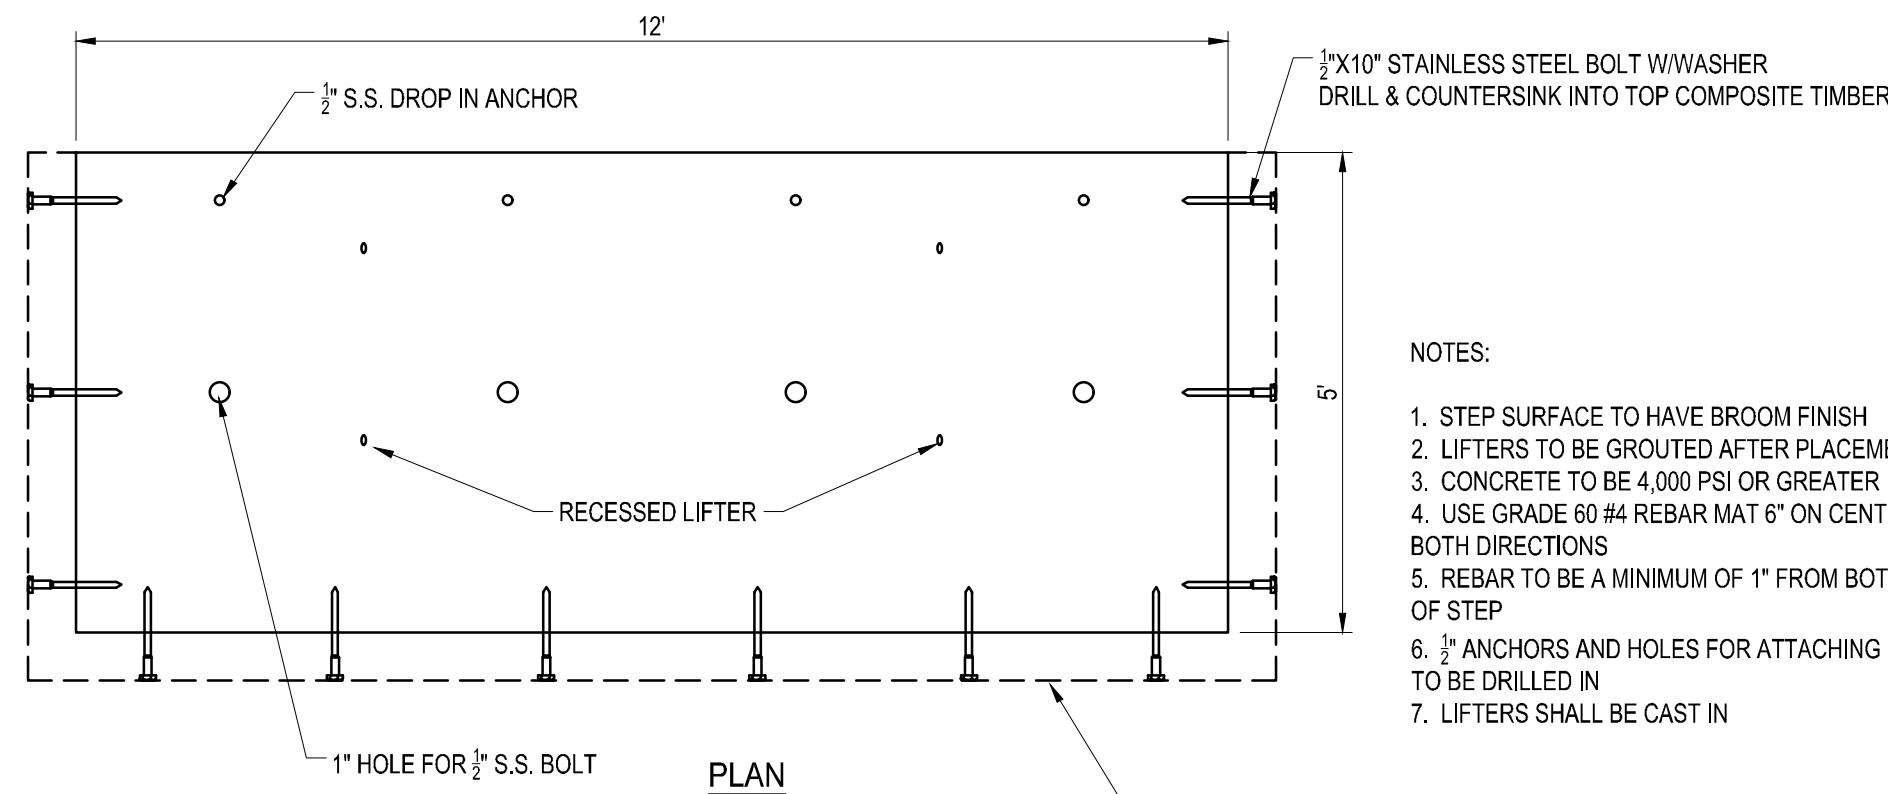 12'
½" S.S. DROP IN ANCHOR
½"X10" STAINLESS STEEL BOLT W/WASHER
DRILL & COUNTERSINK INTO TOP COMPOSITE TIMBER
5'
RECESSED LIFTER
1" HOLE FOR ½" S.S. BOLT
PLAN
NOTES:
1. STEP SURFACE TO HAVE BROOM FINISH
2. LIFTERS TO BE GROUTED AFTER
3. CONCRETE TO BE 4,000 PSI OR GREATER
4. USE GRADE 60 #4 REBAR MAT 6" ON
BOTH DIRECTIONS
5. REBAR TO BE A MINIMUM OF 1" FROM
OF STEP
6. ½" ANCHORS AND HOLES FOR ATTACHING
TO BE DRILLED IN
7. LIFTERS SHALL BE CAST IN